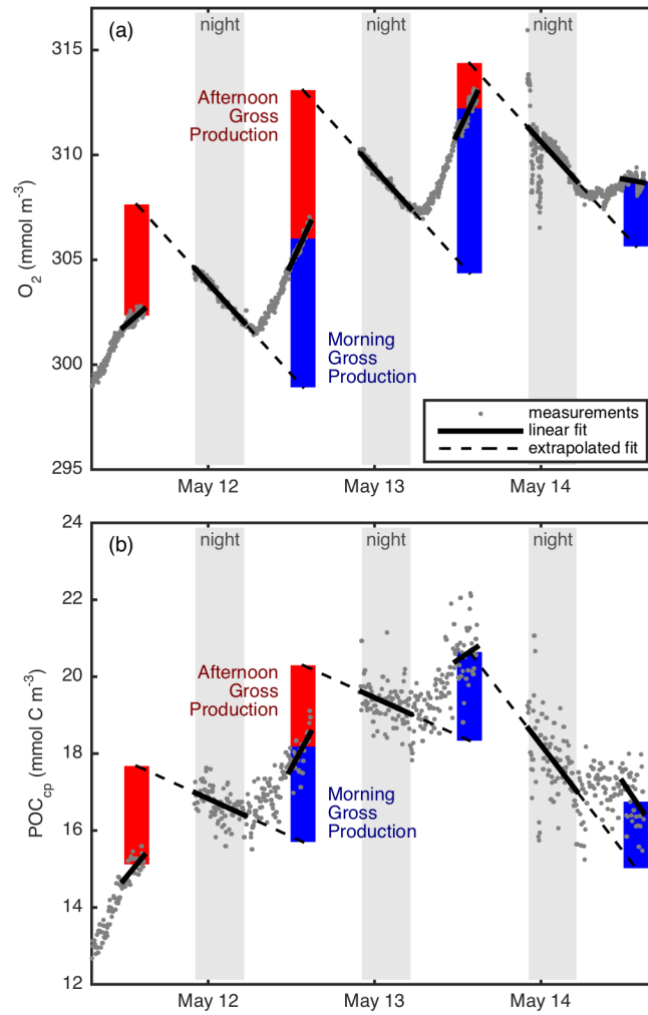 (a)
night
night
night
315
310
305
300
295
O2 (mmol m-3)
Afternoon
Gross
Production
Morning
Gross
Production
measurements
linear fit
extrapolated fit
May 12
May 13
May 14
(b)
night
night
night
24
22
20
18
16
14
12
POCcp (mmol C m-3)
Afternoon
Gross
Production
Morning
Gross
Production
May 12
May 13
May 14